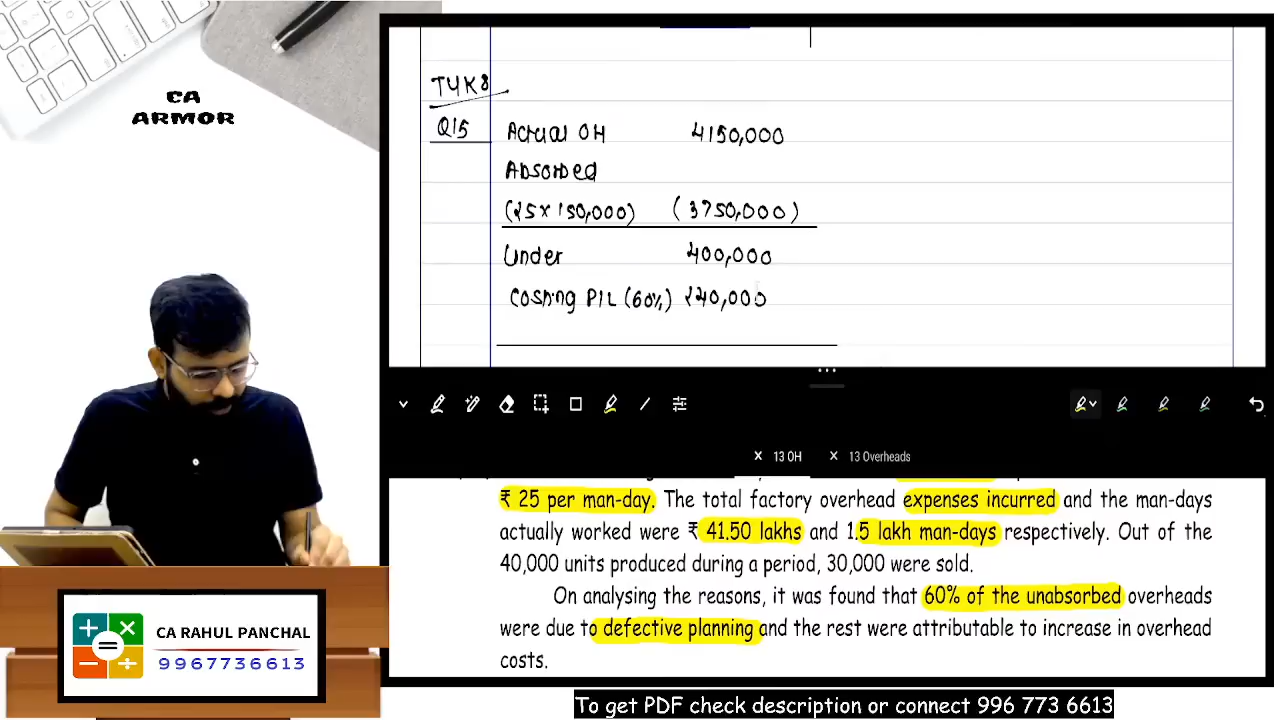 CA
ARMOR
TYK8
Q15 Actual OH 4150,000
Absorbed
(25×150,000) (3750,000)
Under 400,000
Costing P/L (60%) 240,000
13 OH 13 Overheads
₹ 25 per man-day. The total factory overhead expenses incurred and the man-days
actually worked were ₹ 41.50 lakhs and 1.5 lakh man-days respectively. Out of the
40,000 units produced during a period, 30,000 were sold.
On analysing the reasons, it was found that 60% of the unabsorbed overheads
were due to defective planning and the rest were attributable to increase in overhead
costs.
CA RAHUL PANCHAL
9967736613
To get PDF check description or connect 996 773 6613